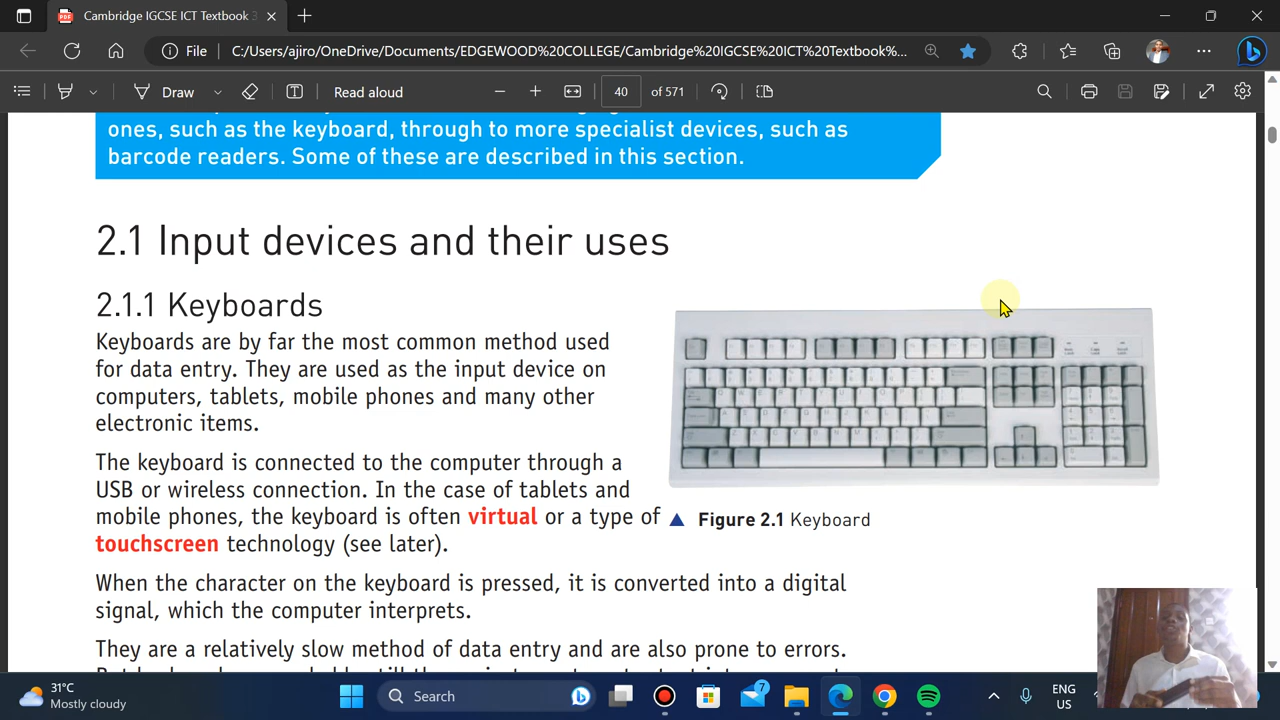 Cambridge IGCSE ICT Textbook 3
File
C:/Users/ajiro/OneDrive/Documents/EDGEWOOD%20COLLEGE/Cambridge%20IGCSE%20ICT%20Textbook%...
Draw
Read aloud
40
of 571
ones, such as the keyboard, through to more specialist devices, such as
barcode readers. Some of these are described in this section.
2.1 Input devices and their uses
2.1.1 Keyboards
Keyboards are by far the most common method used
for data entry. They are used as the input device on
computers, tablets, mobile phones and many other
electronic items.
The keyboard is connected to the computer through a
USB or wireless connection. In the case of tablets and
mobile phones, the keyboard is often virtual or a type of
touchscreen technology (see later).
▲ Figure 2.1 Keyboard
When the character on the keyboard is pressed, it is converted into a digital
signal, which the computer interprets.
They are a relatively slow method of data entry and are also prone to errors.
31°C
Mostly cloudy
Search
7
ENG
US